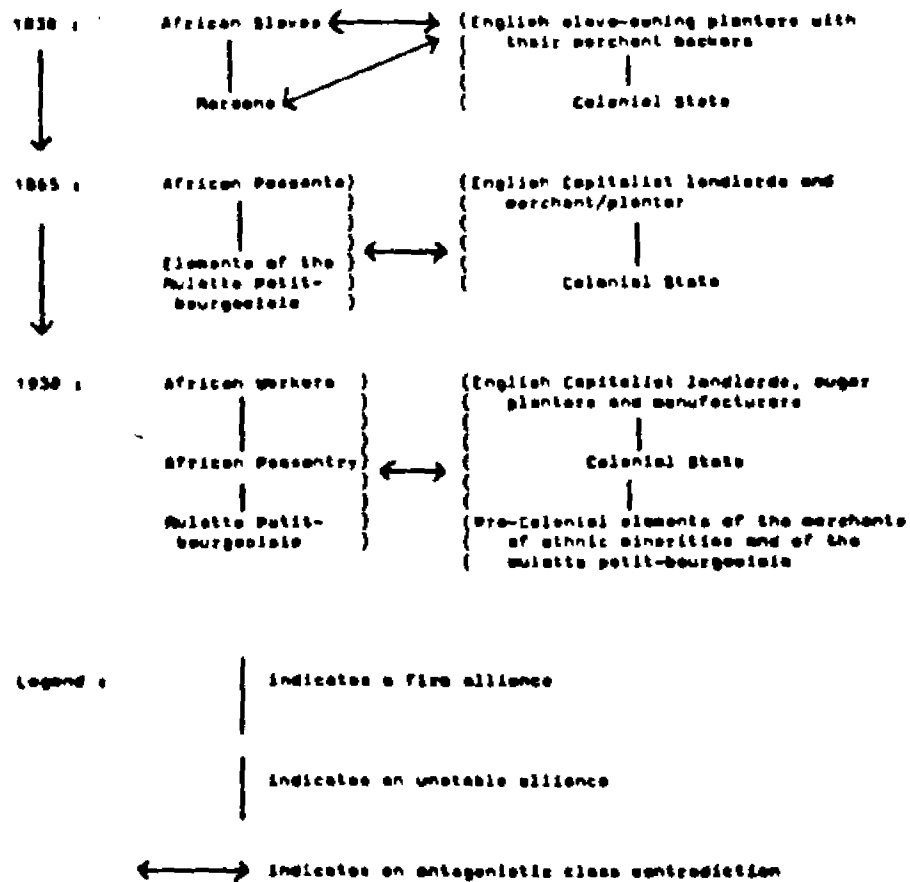 1838 :
African Slaves
(English slave-owning planters with
their merchant backers
Maroons
Colonial State
1865 :
African Peasants)
(English Capitalist landlords and
merchant/planter
Elements of the
Mulatto Petit-
bourgeoisie
Colonial State
1938 :
African Workers
(English Capitalist landlords, sugar
planters and manufacturers
African Peasantry)
Colonial State
Mulatto Petit-
bourgeoisie
(Pro-Colonial elements of the merchants
of ethnic minorities and of the
mulatto petit-bourgeoisie
Legend :
indicates a firm alliance
indicates an unstable alliance
indicates an antagonistic class contradiction